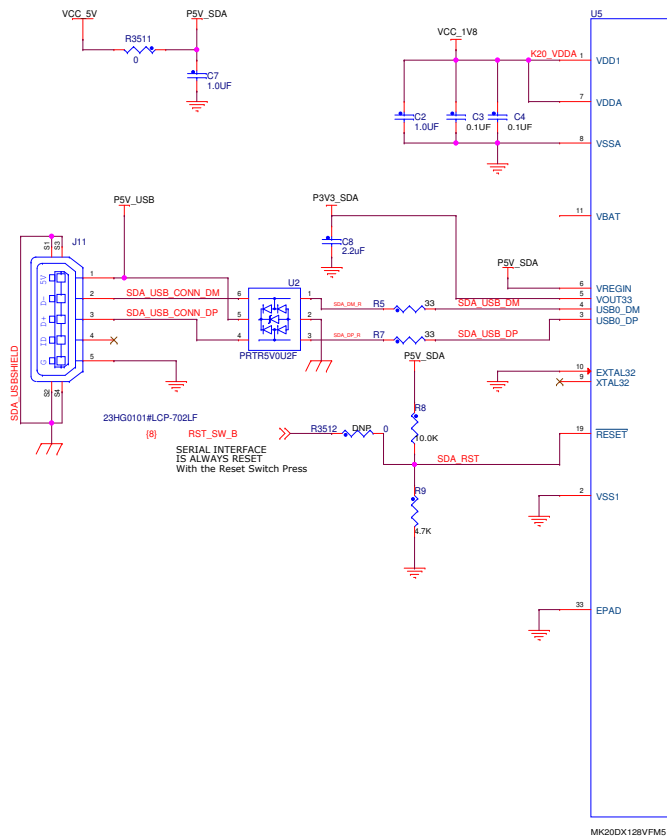 U5
VCC_5V
P5V_SDA
R3511
0
C7
1.0UF
VCC_1V8
K20_VDDA
1
VDD1
7
VDDA
C2
1.0UF
C3
0.1UF
C4
0.1UF
8
VSSA
P5V_USB
P3V3_SDA
11
VBAT
C8
2.2uF
J11
S1
S3
P5V_SDA
6
VREGIN
5
VOUT33
5V
1
D-
2
SDA_USB_CONN_DM
6
U2
1
SDA_DM_R
R5
33
SDA_USB_DM
4
USB0_DM
D+
3
SDA_USB_CONN_DP
5
2
3
USB0_DP
ID
4
4
3
SDA_DP_R
R7
33
SDA_USB_DP
G
5
PRTR5V0U2F
P5V_SDA
10
EXTAL32
9
XTAL32
S2
S4
SDA_USBSHIELD
23HG0101#LCP-702LF
R8
10.0K
{8}
RST_SW_B
R3512
DNP
0
19
RESET
SERIAL INTERFACE
IS ALWAYS RESET
With the Reset Switch Press
SDA_RST
R9
4.7K
2
VSS1
33
EPAD
MK20DX128VFM5